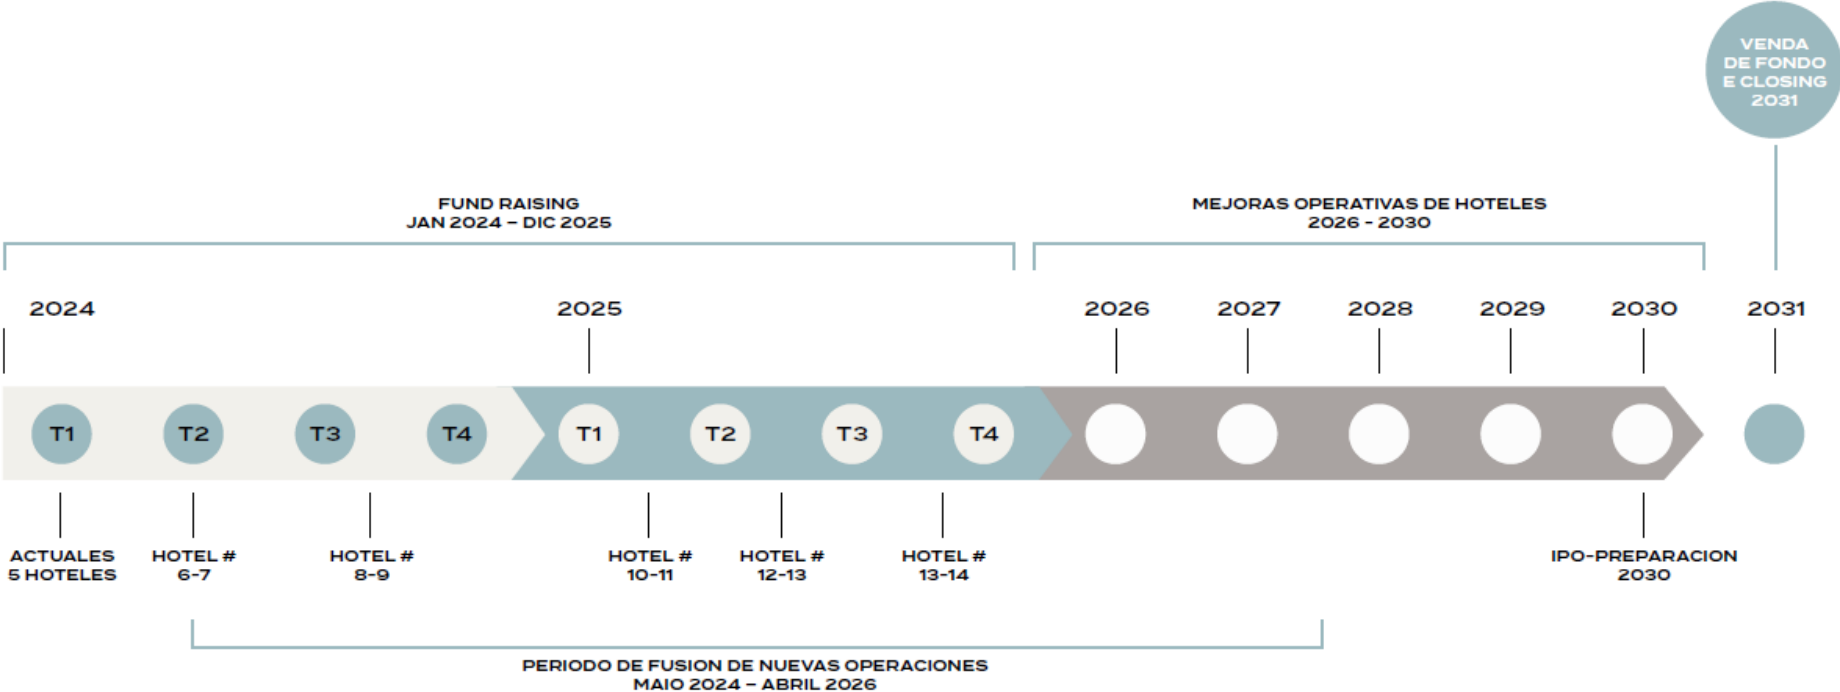 VENDA
DE FONDO
E CLOSING
2031
FUND RAISING
JAN 2024 – DIC 2025
MEJORAS OPERATIVAS DE HOTELES
2026 - 2030
2024
2025
2026
2027
2028
2029
2030
2031
T1
T2
T3
T4
T1
T2
T3
T4
ACTUALES
5 HOTELES
HOTEL #
6-7
HOTEL #
8-9
HOTEL #
10-11
HOTEL #
12-13
HOTEL #
13-14
IPO-PREPARACION
2030
PERIODO DE FUSION DE NUEVAS OPERACIONES
MAIO 2024 – ABRIL 2026